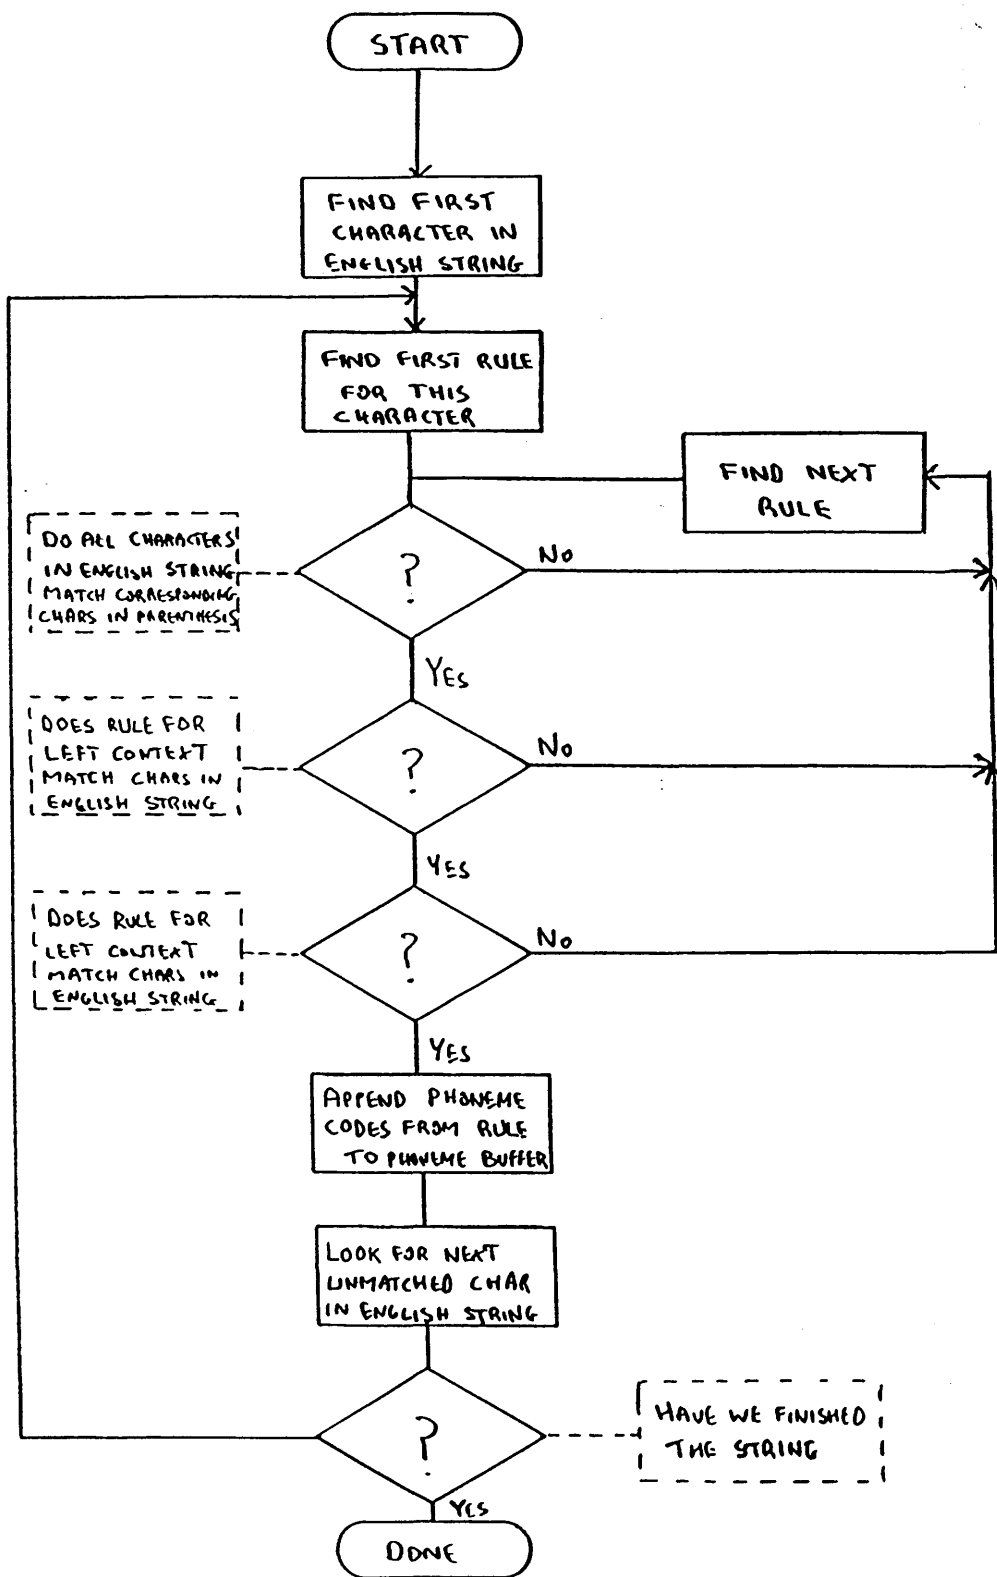 START
FIND FIRST
CHARACTER IN
ENGLISH STRING
FIND FIRST RULE
FOR THIS
CHARACTER
FIND NEXT
RULE
DO ALL CHARACTERS
IN ENGLISH STRING
MATCH CORRESPONDING
CHARS IN PARENTHESIS
?
No
YES
DOES RULE FOR
LEFT CONTEXT
MATCH CHARS IN
ENGLISH STRING
?
No
YES
DOES RULE FOR
LEFT CONTEXT
MATCH CHARS IN
ENGLISH STRING
?
No
YES
APPEND PHONEME
CODES FROM RULE
TO PHONEME BUFFER
LOOK FOR NEXT
UNMATCHED CHAR
IN ENGLISH STRING
?
HAVE WE FINISHED
THE STRING
YES
DONE